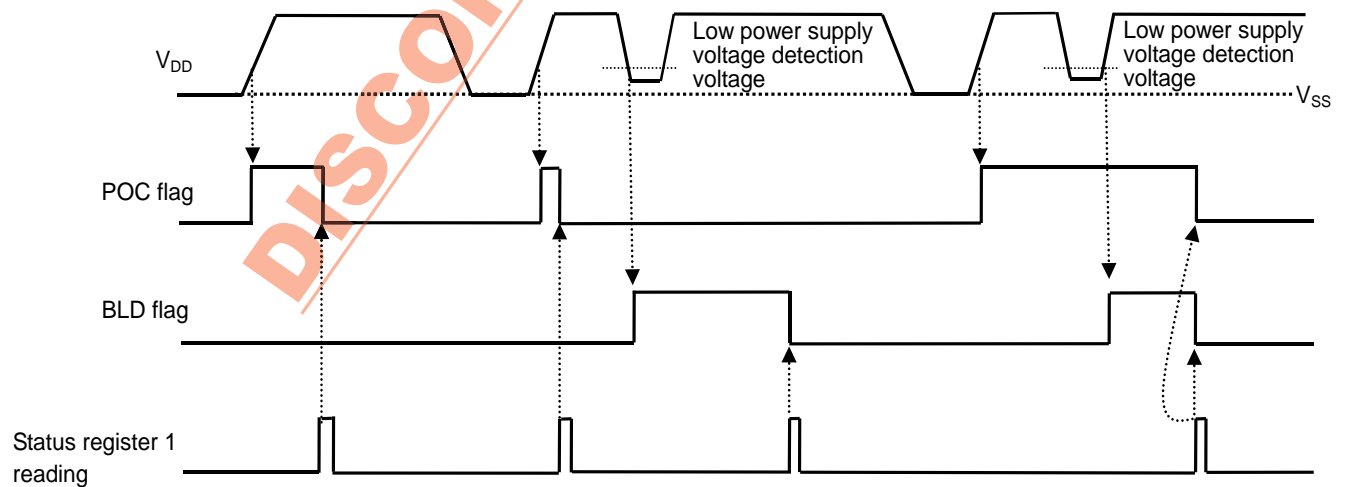 DISCO
Low power supply
voltage detection
voltage
Low power supply
voltage detection
voltage
VDD
VSS
POC flag
BLD flag
Status register 1
reading